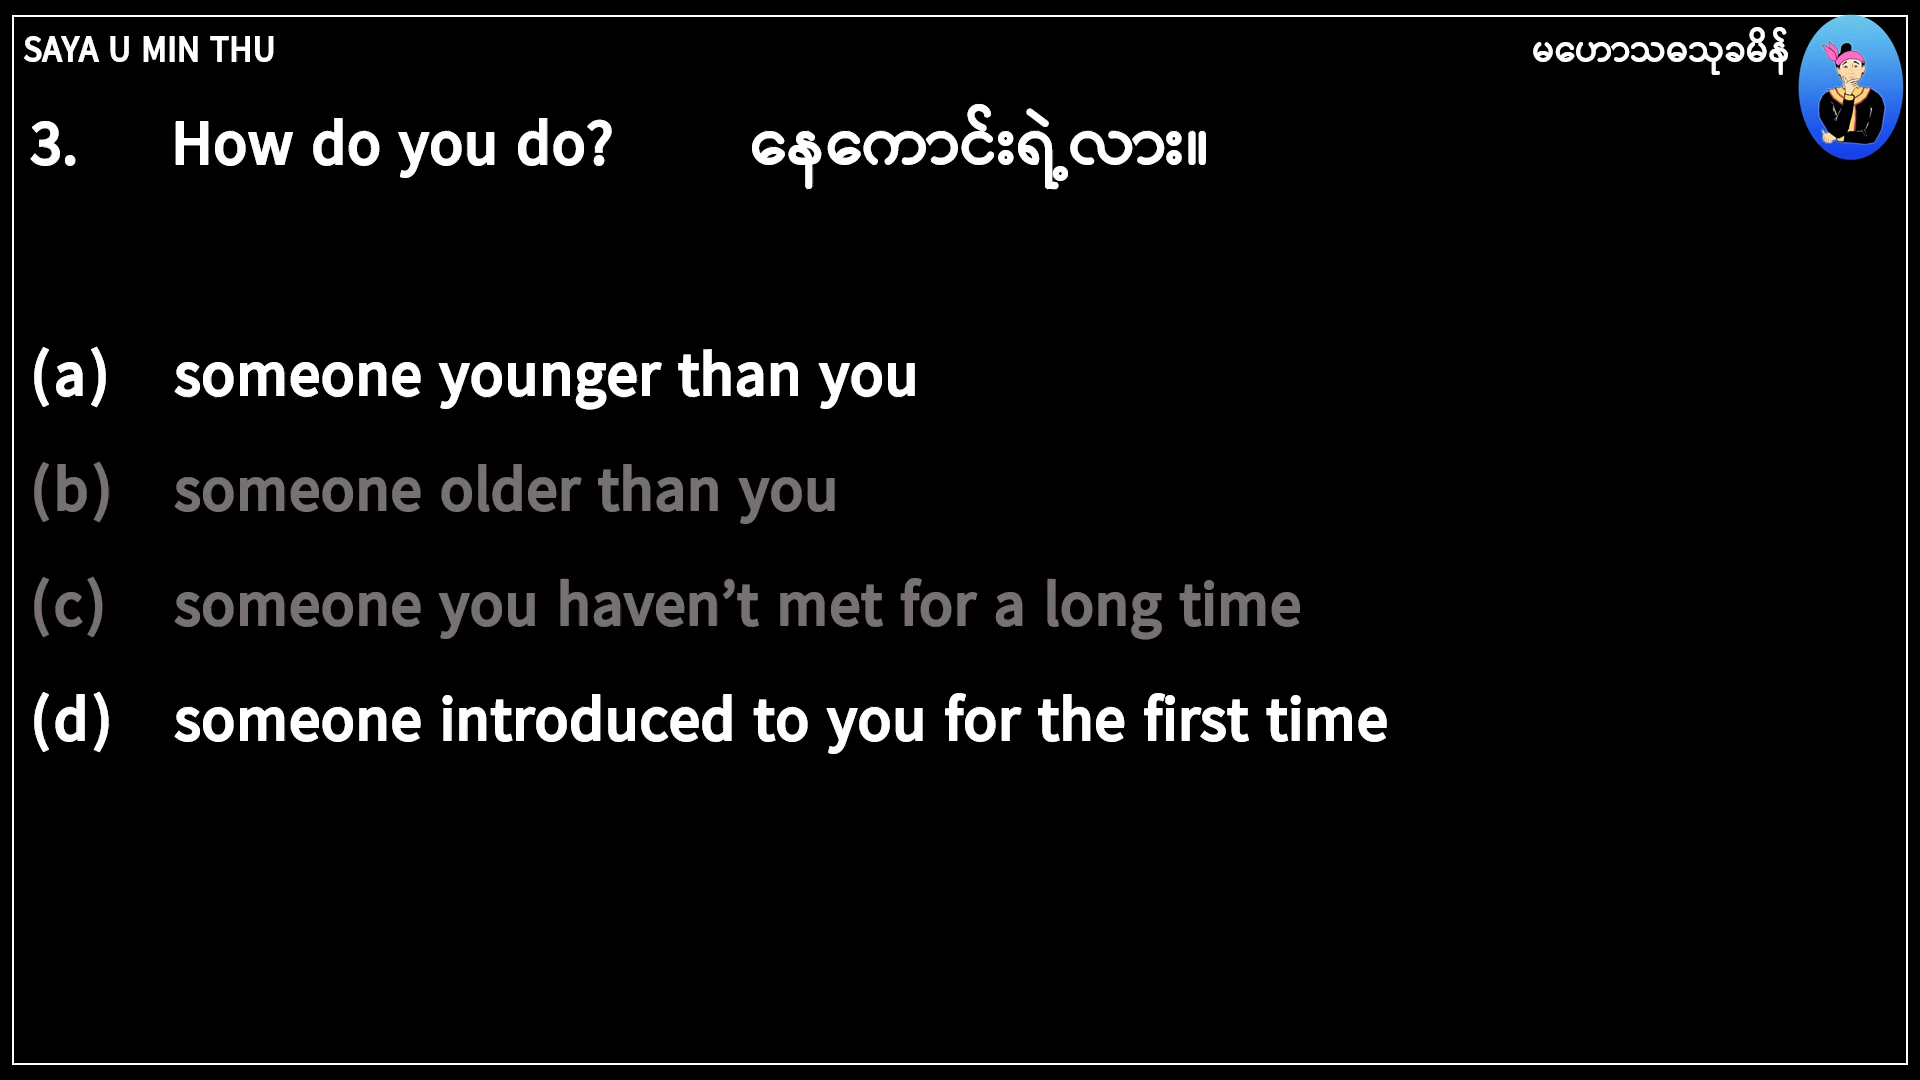 SAYA U MIN THU
မဟောသဓသုခမိန်
3. How do you do? နေကောင်းရဲ့လား။
(a) someone younger than you
(b) someone older than you
(c) someone you haven’t met for a long time
(d) someone introduced to you for the first time